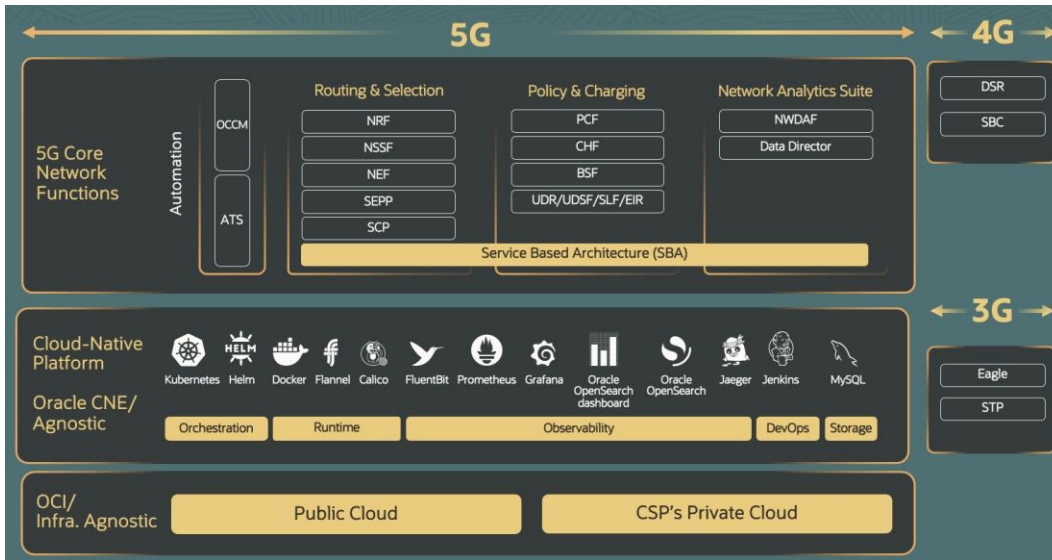 5G
4G
5G Core
Network
Functions
Automation
OCCM
ATS
Routing & Selection
NRF
NSSF
NEF
SEPP
SCP
Policy & Charging
PCF
CHF
BSF
UDR/UDSF/SLF/EIR
Network Analytics Suite
NWDAF
Data Director
Service Based Architecture (SBA)
DSR
SBC
3G
Eagle
STP
Cloud-Native
Platform
Oracle CNE/
Agnostic
Kubernetes
HELM
Helm
Docker
Flannel
Calico
FluentBit
Prometheus
Grafana
Oracle
OpenSearch
dashboard
Oracle
OpenSearch
Jaeger
Jenkins
MySQL
Orchestration
Runtime
Observability
DevOps
Storage
OCI/
Infra. Agnostic
Public Cloud
CSP's Private Cloud